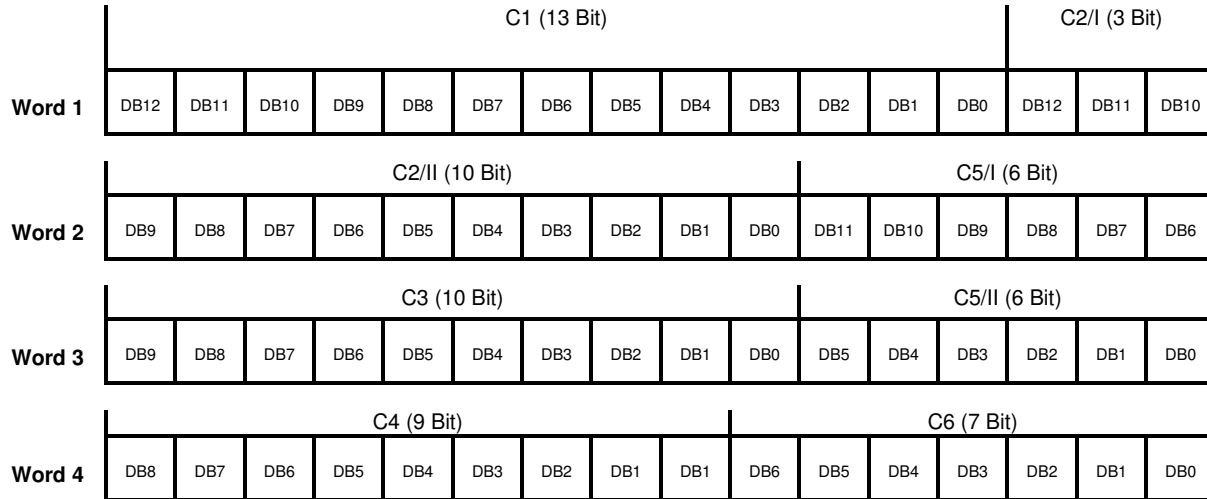 C1 (13 Bit) C2/I (3 Bit)
Word 1 DB12 DB11 DB10 DB9 DB8 DB7 DB6 DB5 DB4 DB3 DB2 DB1 DB0 DB12 DB11 DB10
C2/II (10 Bit) C5/I (6 Bit)
Word 2 DB9 DB8 DB7 DB6 DB5 DB4 DB3 DB2 DB1 DB0 DB11 DB10 DB9 DB8 DB7 DB6
C3 (10 Bit) C5/II (6 Bit)
Word 3 DB9 DB8 DB7 DB6 DB5 DB4 DB3 DB2 DB1 DB0 DB5 DB4 DB3 DB2 DB1 DB0
C4 (9 Bit) C6 (7 Bit)
Word 4 DB8 DB7 DB6 DB5 DB4 DB3 DB2 DB1 DB1 DB6 DB5 DB4 DB3 DB2 DB1 DB0